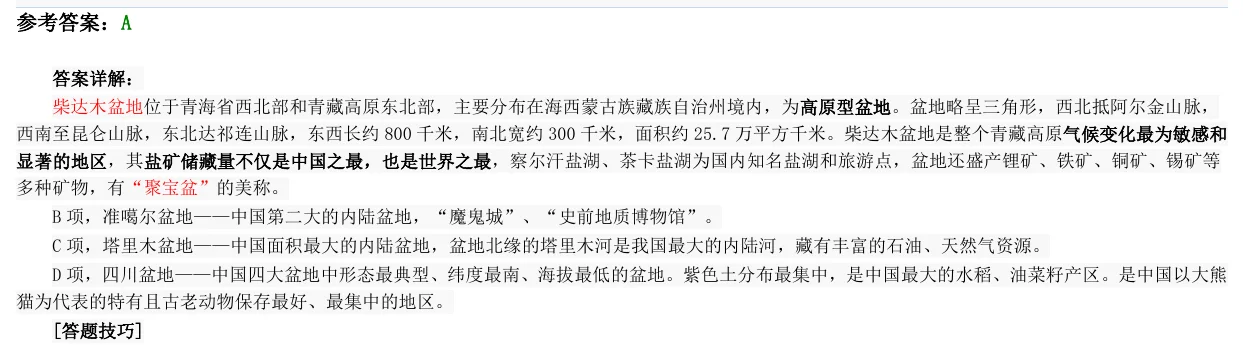 参考答案：A
答案详解：
柴达木盆地位于青海省西北部和青藏高原东北部，主要分布在海西蒙古族藏族自治州境内，为高原型盆地。盆地略呈三角形，西北抵阿尔金山脉，
西南至昆仑山脉，东北达祁连山脉，东西长约 800 千米，南北宽约 300 千米，面积约 25.7 万平方千米。柴达木盆地是整个青藏高原气候变化最为敏感和
显著的地区，其盐矿储藏量不仅是中国之最，也是世界之最，察尔汗盐湖、茶卡盐湖为国内知名盐湖和旅游点，盆地还盛产锂矿、铁矿、铜矿、锡矿等
多种矿物，有“聚宝盆”的美称。
B 项，准噶尔盆地——中国第二大的内陆盆地，“魔鬼城”、“史前地质博物馆”。
C 项，塔里木盆地——中国面积最大的内陆盆地，盆地北缘的塔里木河是我国最大的内陆河，藏有丰富的石油、天然气资源。
D 项，四川盆地——中国四大盆地中形态最典型、纬度最南、海拔最低的盆地。紫色土分布最集中，是中国最大的水稻、油菜籽产区。是中国以大熊
猫为代表的特有且古老动物保存最好、最集中的地区。
[答题技巧]